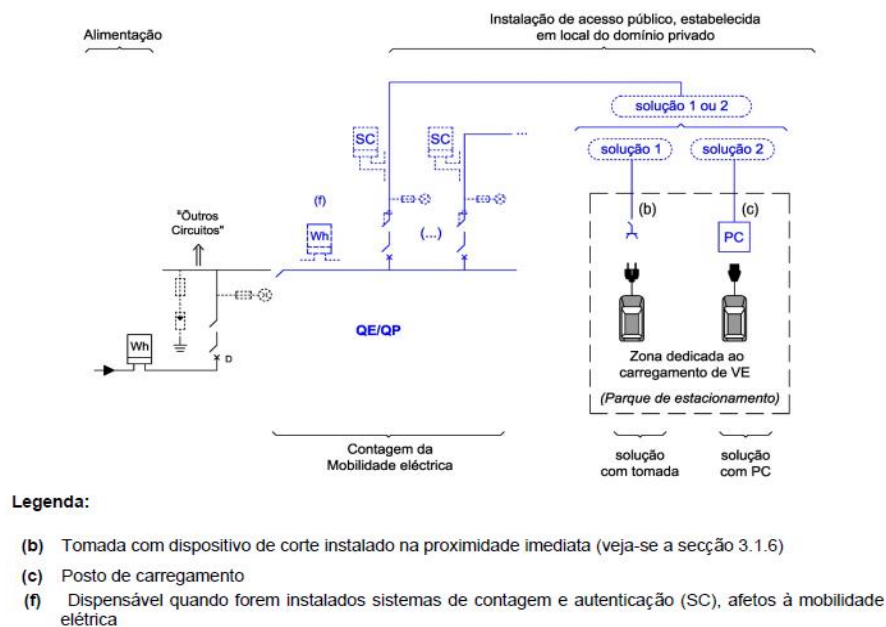 Instalação de acesso público, estabelecida
em local do domínio privado
Alimentação
solução 1 ou 2
SC
SC
...
solução 1
solução 2
(f)
(b)
(c)
"Outros
Circuitos"
Wh
(...)
PC
QE/QP
Wh
D
Zona dedicada ao
carregamento de VE
(Parque de estacionamento)
Contagem da
Mobilidade eléctrica
solução
com tomada
solução
com PC
Legenda:
(b) Tomada com dispositivo de corte instalado na proximidade imediata (veja-se a secção 3.1.6)
(c) Posto de carregamento
(f) Dispensável quando forem instalados sistemas de contagem e autenticação (SC), afetos à mobilidade
elétrica